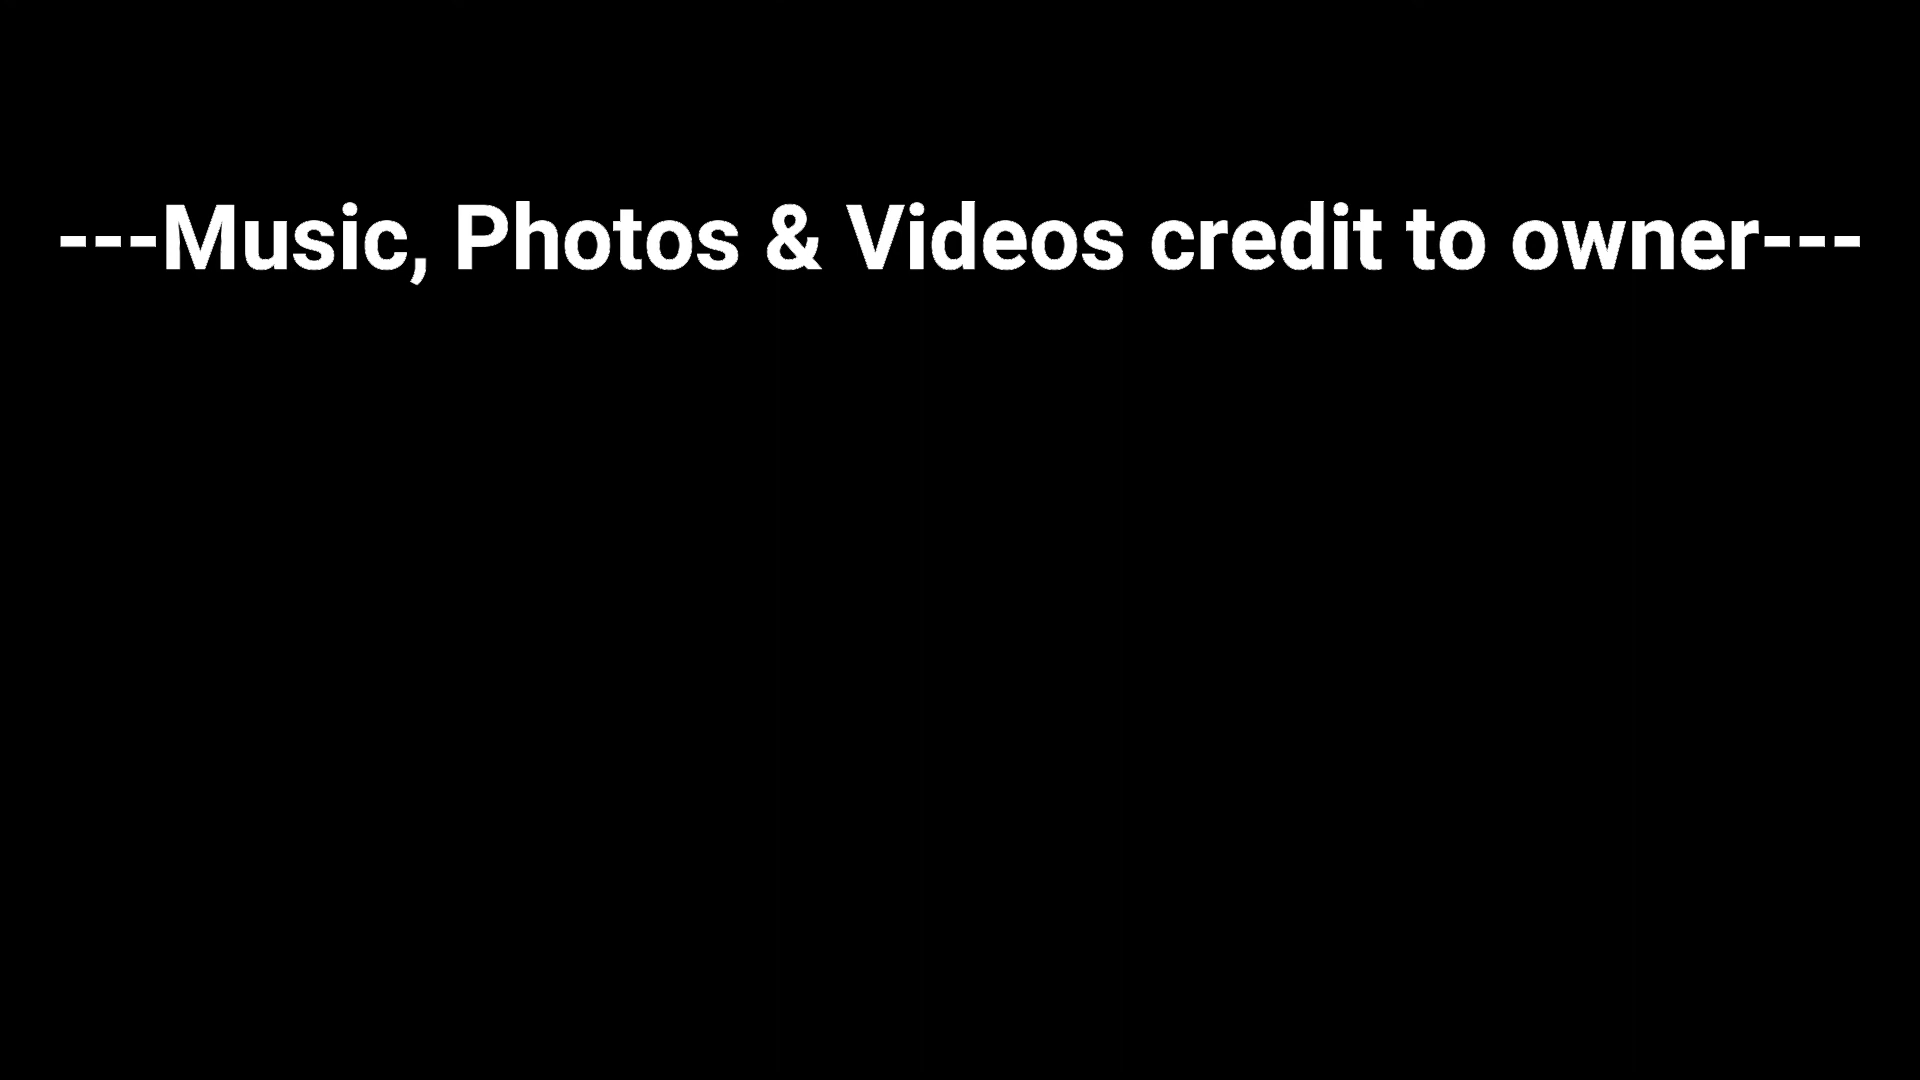 ---Music, Photos & Videos credit to owner---